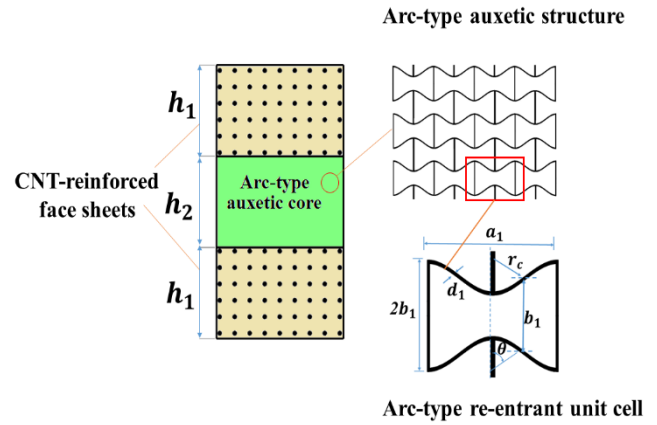 Arc-type auxetic structure
h₁
CNT-reinforced
face sheets
h₂
Arc-type
auxetic core
h₁
a₁
r_c
d₁
2b₁
b₁
θ
Arc-type re-entrant unit cell